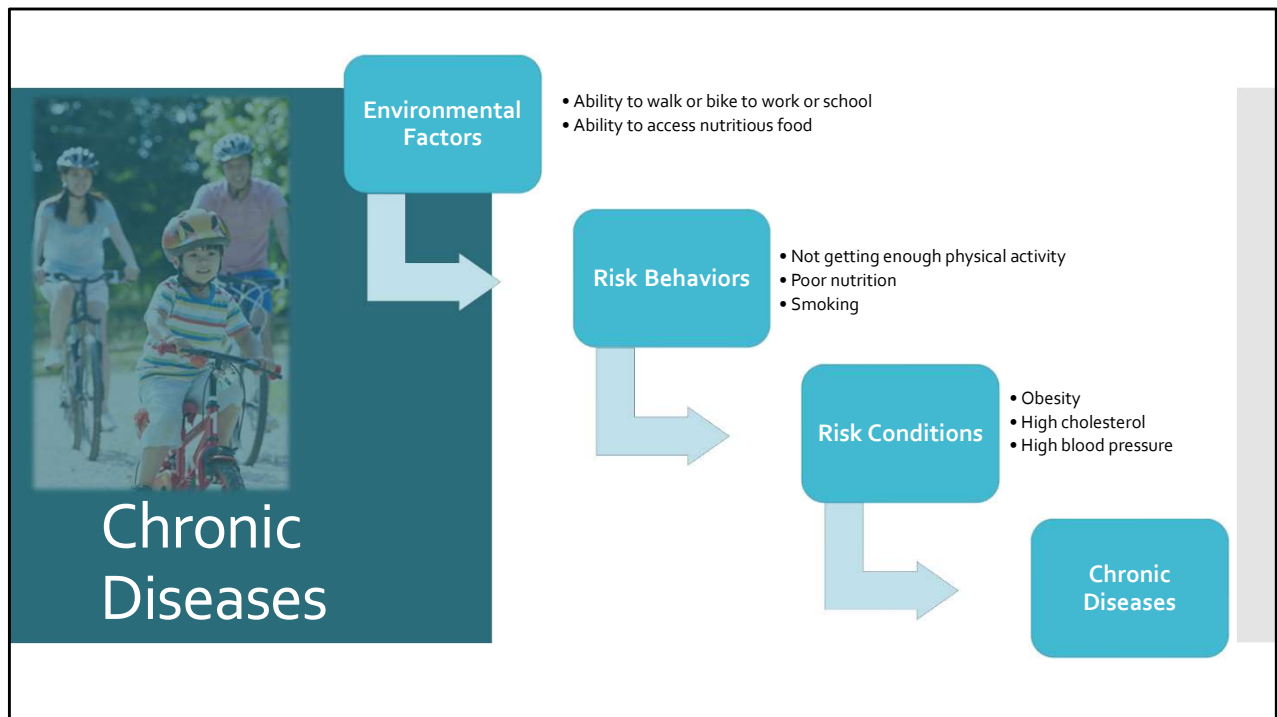 Environmental
Factors
• Ability to walk or bike to work or school
• Ability to access nutritious food
Risk Behaviors
• Not getting enough physical activity
• Poor nutrition
• Smoking
Risk Conditions
• Obesity
• High cholesterol
• High blood pressure
Chronic
Diseases
Chronic
Diseases